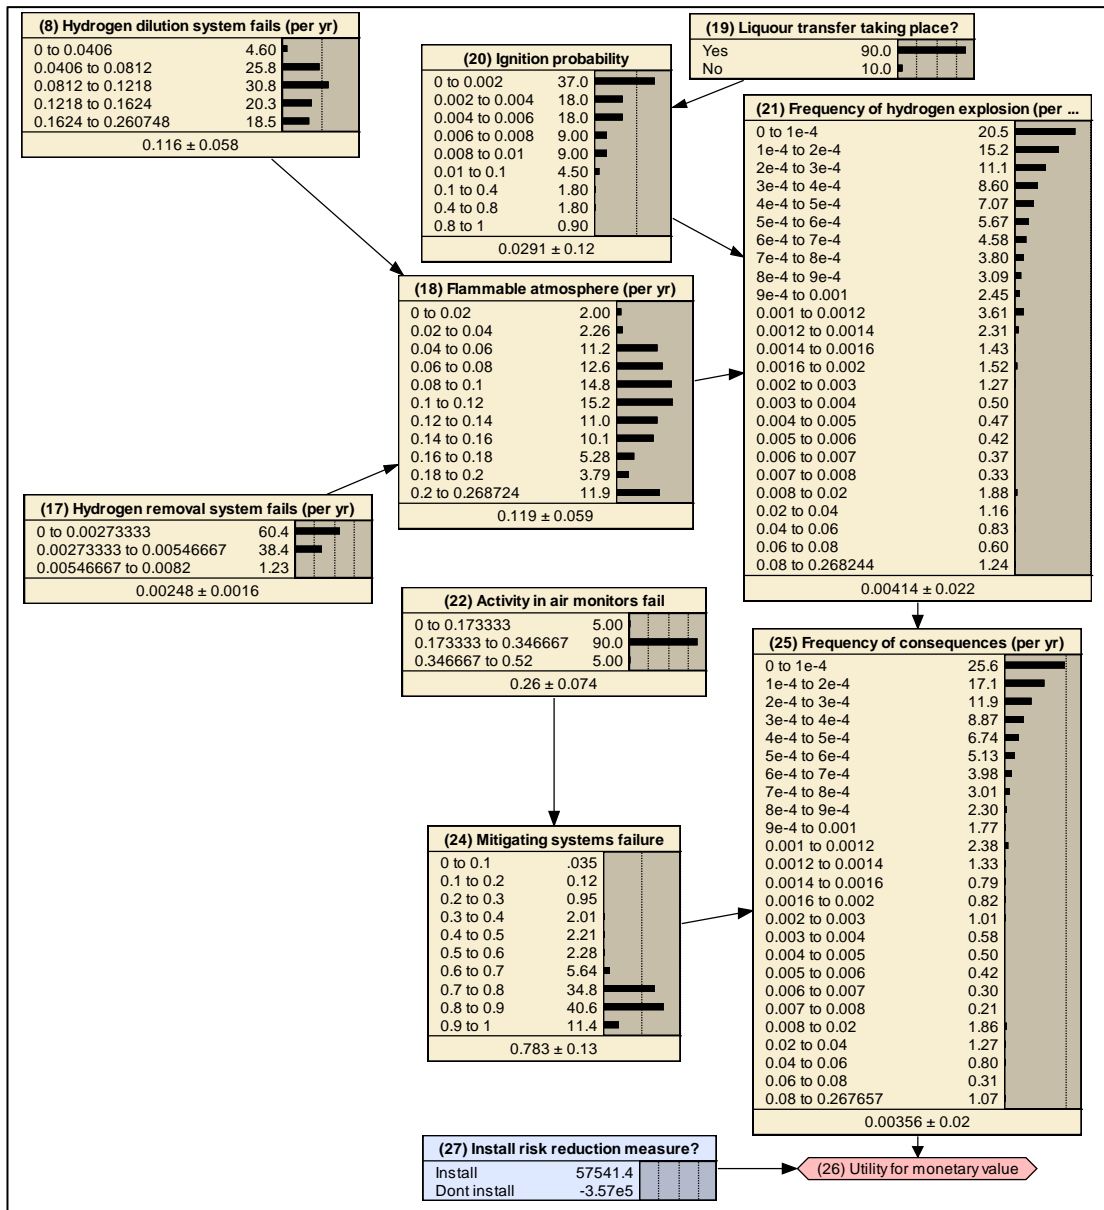 (8) Hydrogen dilution system fails (per yr)
0 to 0.0406 4.60
0.0406 to 0.0812 25.8
0.0812 to 0.1218 30.8
0.1218 to 0.1624 20.3
0.1624 to 0.260748 18.5
0.116 ± 0.058
(20) Ignition probability
0 to 0.002 37.0
0.002 to 0.004 18.0
0.004 to 0.006 18.0
0.006 to 0.008 9.00
0.008 to 0.01 9.00
0.01 to 0.1 4.50
0.1 to 0.4 1.80
0.4 to 0.8 1.80
0.8 to 1 0.90
0.0291 ± 0.12
(19) Liquour transfer taking place?
Yes 90.0
No 10.0
(21) Frequency of hydrogen explosion (per ...
0 to 1e-4 20.5
1e-4 to 2e-4 15.2
2e-4 to 3e-4 11.1
3e-4 to 4e-4 8.60
4e-4 to 5e-4 7.07
5e-4 to 6e-4 5.67
6e-4 to 7e-4 4.58
7e-4 to 8e-4 3.80
8e-4 to 9e-4 3.09
9e-4 to 0.001 2.45
0.001 to 0.0012 3.61
0.0012 to 0.0014 2.31
0.0014 to 0.0016 1.43
0.0016 to 0.002 1.52
0.002 to 0.003 1.27
0.003 to 0.004 0.50
0.004 to 0.005 0.47
0.005 to 0.006 0.42
0.006 to 0.007 0.37
0.007 to 0.008 0.33
0.008 to 0.02 1.88
0.02 to 0.04 1.16
0.04 to 0.06 0.83
0.06 to 0.08 0.60
0.08 to 0.268244 1.24
0.00414 ± 0.022
(18) Flammable atmosphere (per yr)
0 to 0.02 2.00
0.02 to 0.04 2.26
0.04 to 0.06 11.2
0.06 to 0.08 12.6
0.08 to 0.1 14.8
0.1 to 0.12 15.2
0.12 to 0.14 11.0
0.14 to 0.16 10.1
0.16 to 0.18 5.28
0.18 to 0.2 3.79
0.2 to 0.268724 11.9
0.119 ± 0.059
(17) Hydrogen removal system fails (per yr)
0 to 0.00273333 60.4
0.00273333 to 0.00546667 38.4
0.00546667 to 0.0082 1.23
0.00248 ± 0.0016
(22) Activity in air monitors fail
0 to 0.173333 5.00
0.173333 to 0.346667 90.0
0.346667 to 0.52 5.00
0.26 ± 0.074
(25) Frequency of consequences (per yr)
0 to 1e-4 25.6
1e-4 to 2e-4 17.1
2e-4 to 3e-4 11.9
3e-4 to 4e-4 8.87
4e-4 to 5e-4 6.74
5e-4 to 6e-4 5.13
6e-4 to 7e-4 3.98
7e-4 to 8e-4 3.01
8e-4 to 9e-4 2.30
9e-4 to 0.001 1.77
0.001 to 0.0012 2.38
0.0012 to 0.0014 1.33
0.0014 to 0.0016 0.79
0.0016 to 0.002 0.82
0.002 to 0.003 1.01
0.003 to 0.004 0.58
0.004 to 0.005 0.50
0.005 to 0.006 0.42
0.006 to 0.007 0.30
0.007 to 0.008 0.21
0.008 to 0.02 1.86
0.02 to 0.04 1.27
0.04 to 0.06 0.80
0.06 to 0.08 0.31
0.08 to 0.267657 1.07
0.00356 ± 0.02
(24) Mitigating systems failure
0 to 0.1 .035
0.1 to 0.2 0.12
0.2 to 0.3 0.95
0.3 to 0.4 2.01
0.4 to 0.5 2.21
0.5 to 0.6 2.28
0.6 to 0.7 5.64
0.7 to 0.8 34.8
0.8 to 0.9 40.6
0.9 to 1 11.4
0.783 ± 0.13
(27) Install risk reduction measure?
Install 57541.4
Dont install -3.57e5
(26) Utility for monetary value